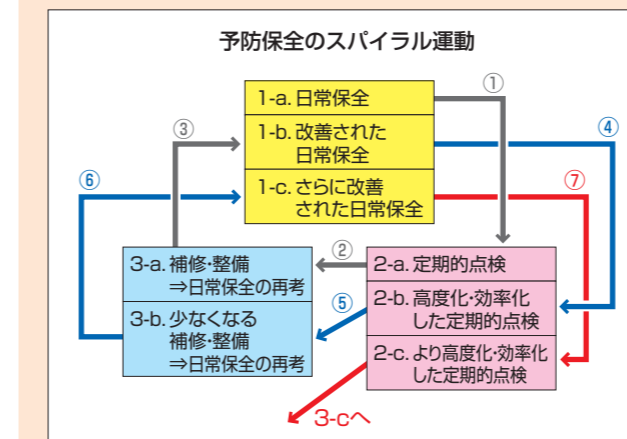 予防保全のスパイラル運動
①
1-a. 日常保全
③
1-b. 改善された
日常保全
④
⑥
1-c. さらに改善
された日常保全
⑦
3-a. 補修・整備
⇒日常保全の再考
②
2-a. 定期的点検
3-b. 少なくなる
補修・整備
⇒日常保全の再考
⑤
2-b. 高度化・効率化
した定期的点検
2-c. より高度化・効率化
した定期的点検
3-cへ